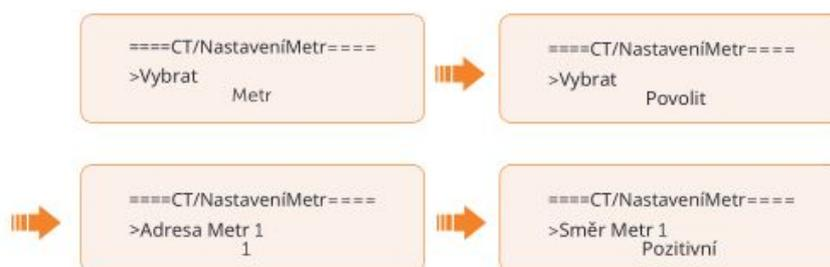 ====CT/NastaveníMetr====
>Vybrat
Metr
====CT/NastaveníMetr====
>Vybrat
Povolit
====CT/NastaveníMetr====
>Adresa Metr 1
1
====CT/NastaveníMetr====
>Směr Metr 1
Pozitivní